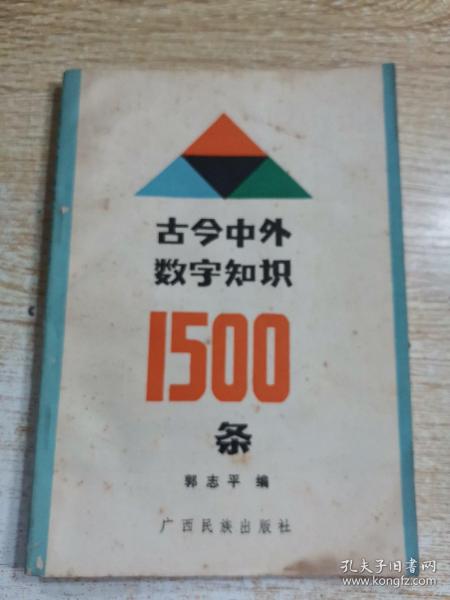 古今中外
数字知识
1500
条
郭志平 编
广西民族出版社
孔夫子旧书网
www.kongfz.com